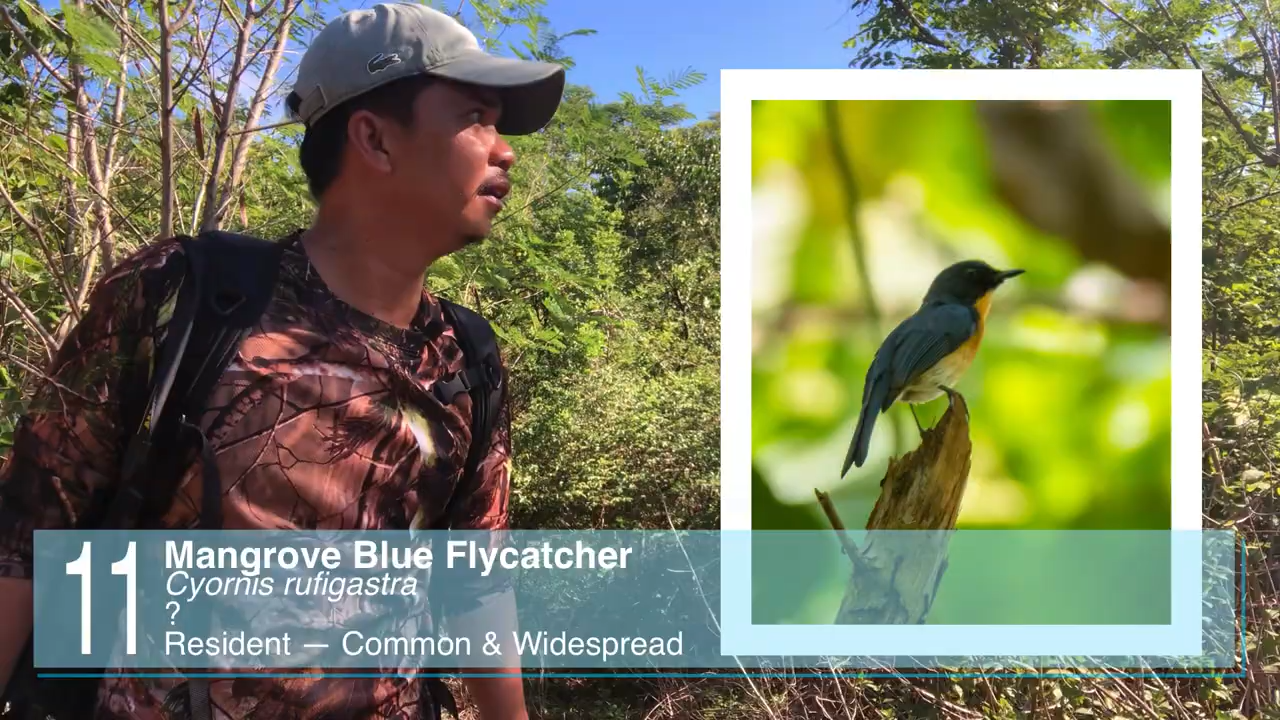 11
Mangrove Blue Flycatcher
Cyornis rufigastra
?
Resident — Common & Widespread